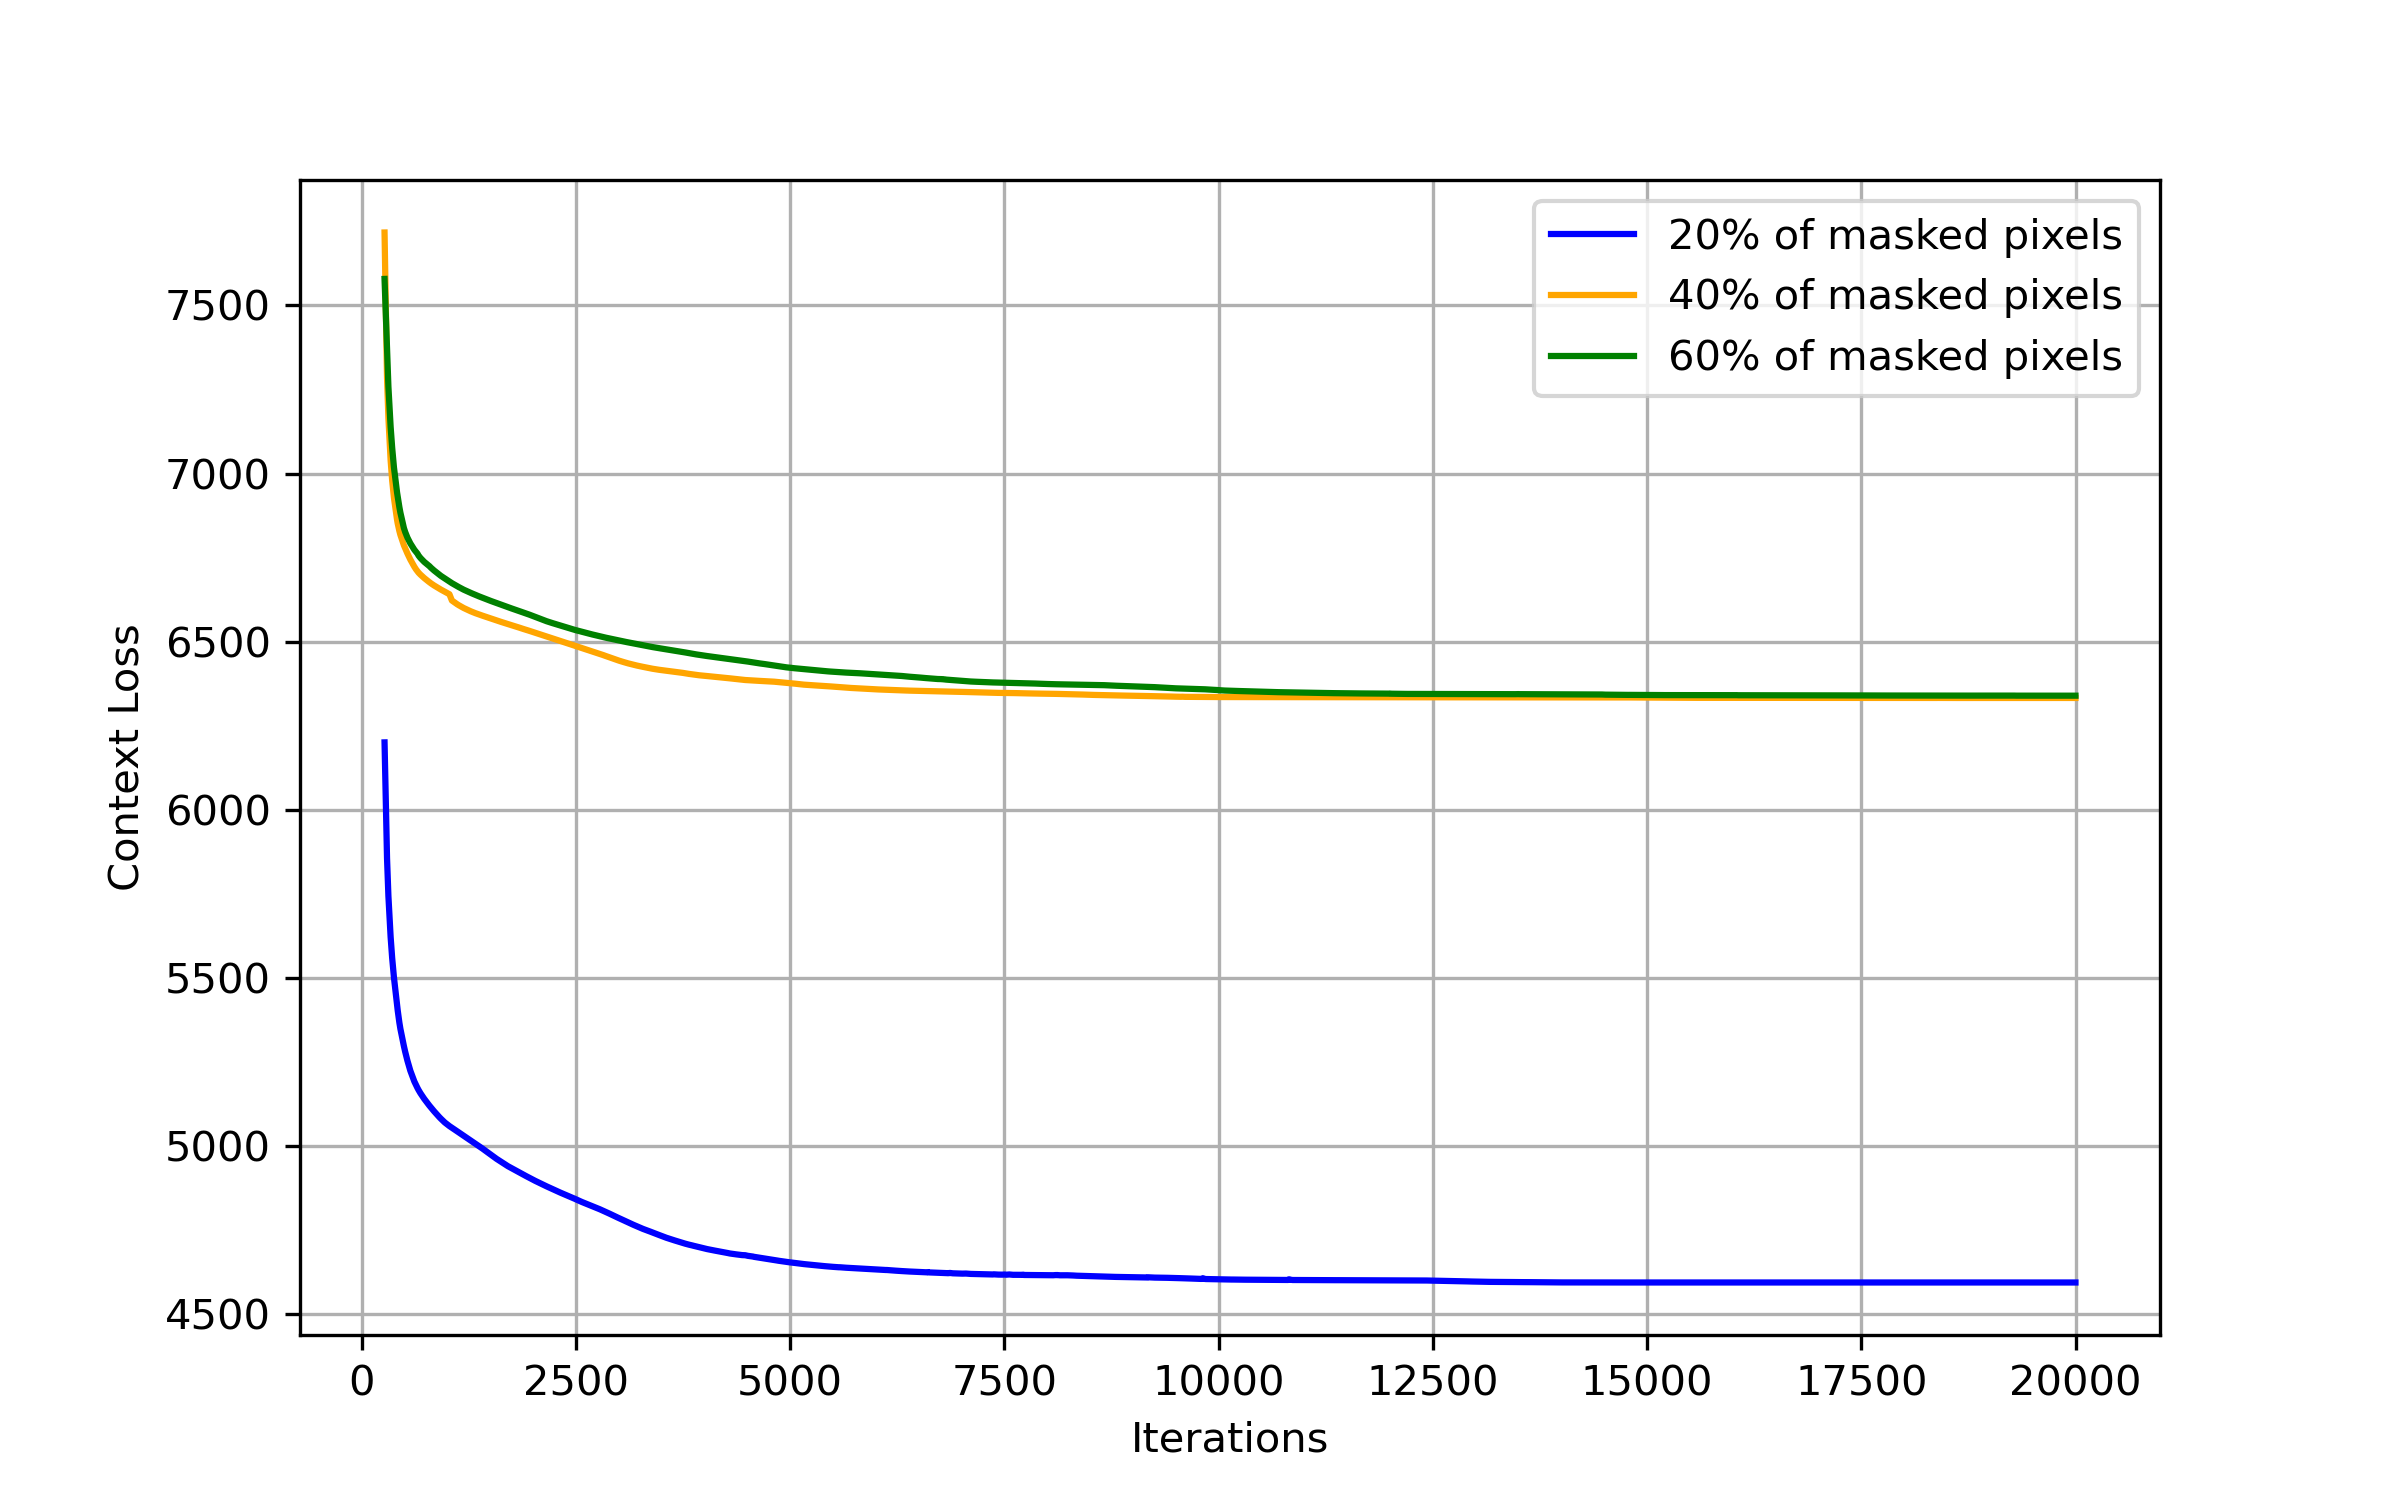 20% of masked pixels
40% of masked pixels
60% of masked pixels
7500
7000
6500
6000
5500
5000
4500
Context Loss
0 2500 5000 7500 10000 12500 15000 17500 20000
Iterations